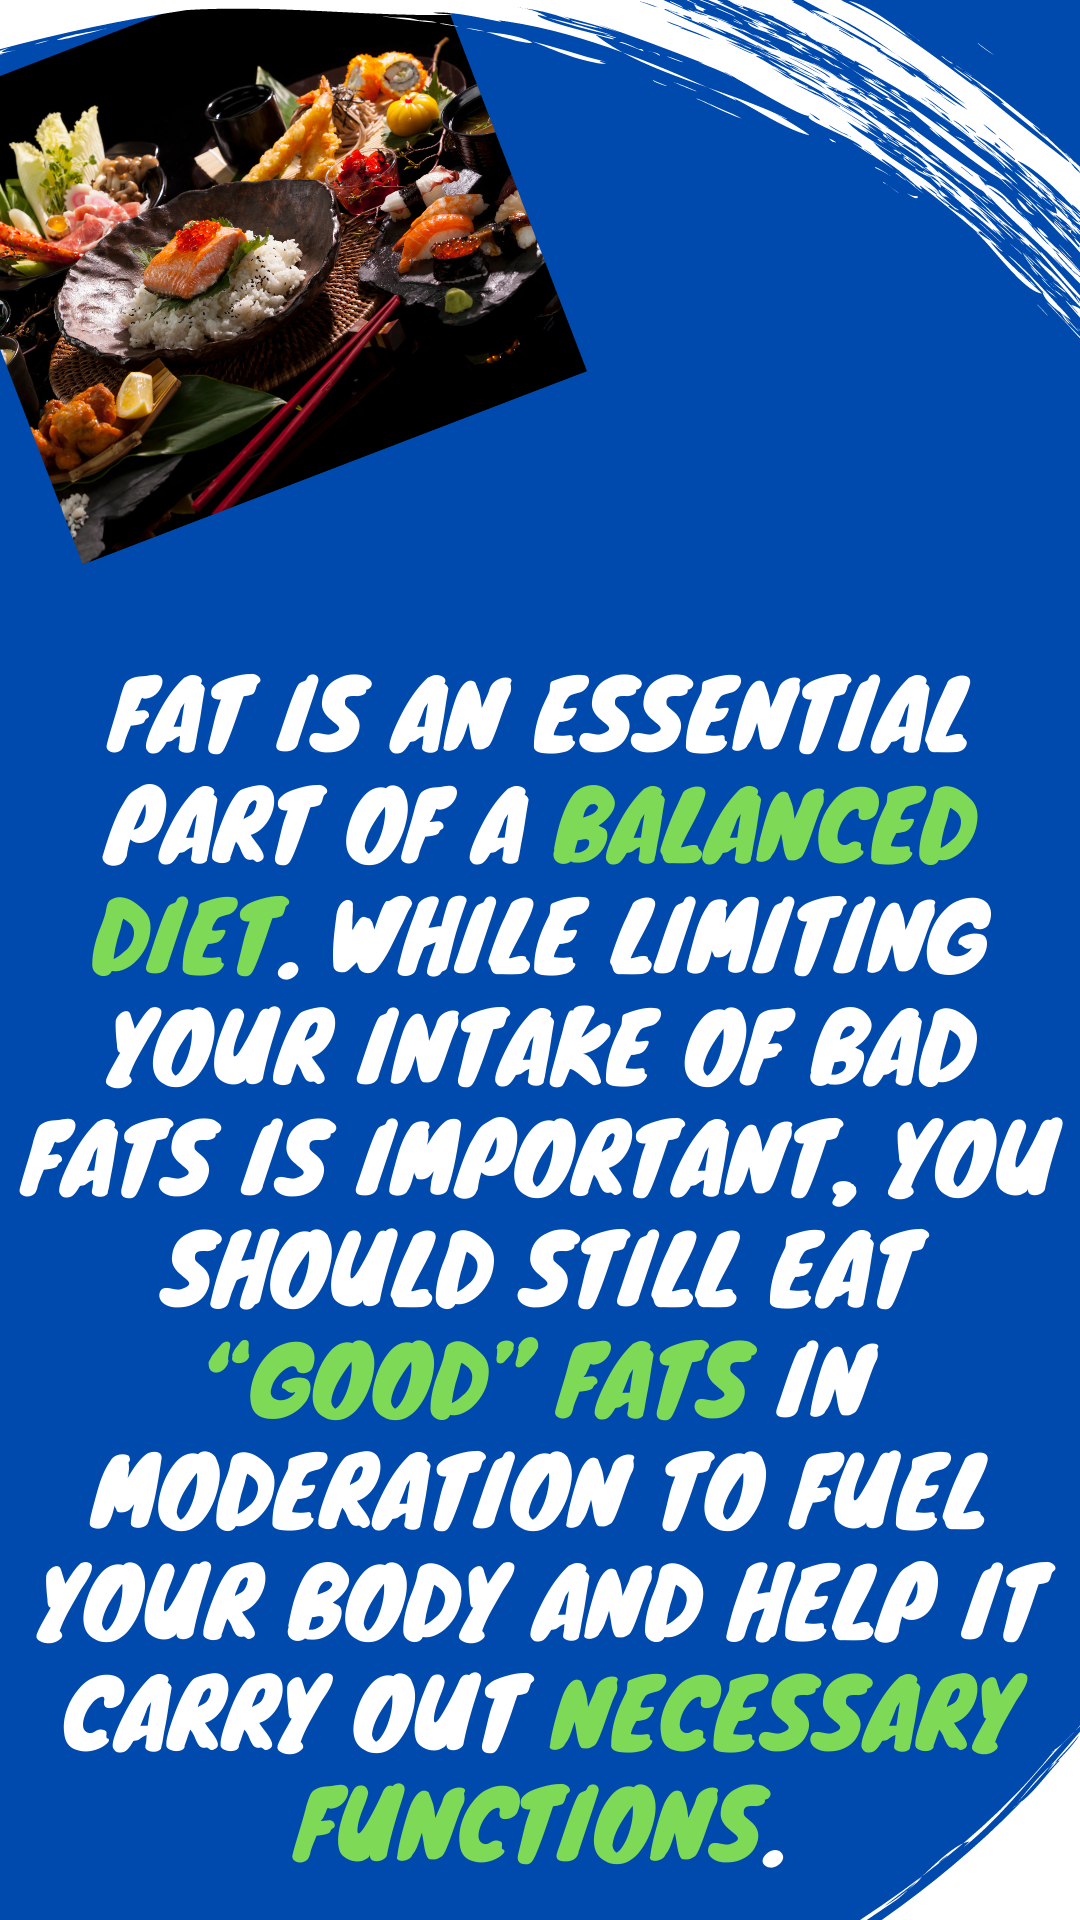 FAT IS AN ESSENTIAL
PART OF A BALANCED
DIET. WHILE LIMITING
YOUR INTAKE OF BAD
FATS IS IMPORTANT, YOU
SHOULD STILL EAT
“GOOD” FATS IN
MODERATION TO FUEL
YOUR BODY AND HELP IT
CARRY OUT NECESSARY
FUNCTIONS.